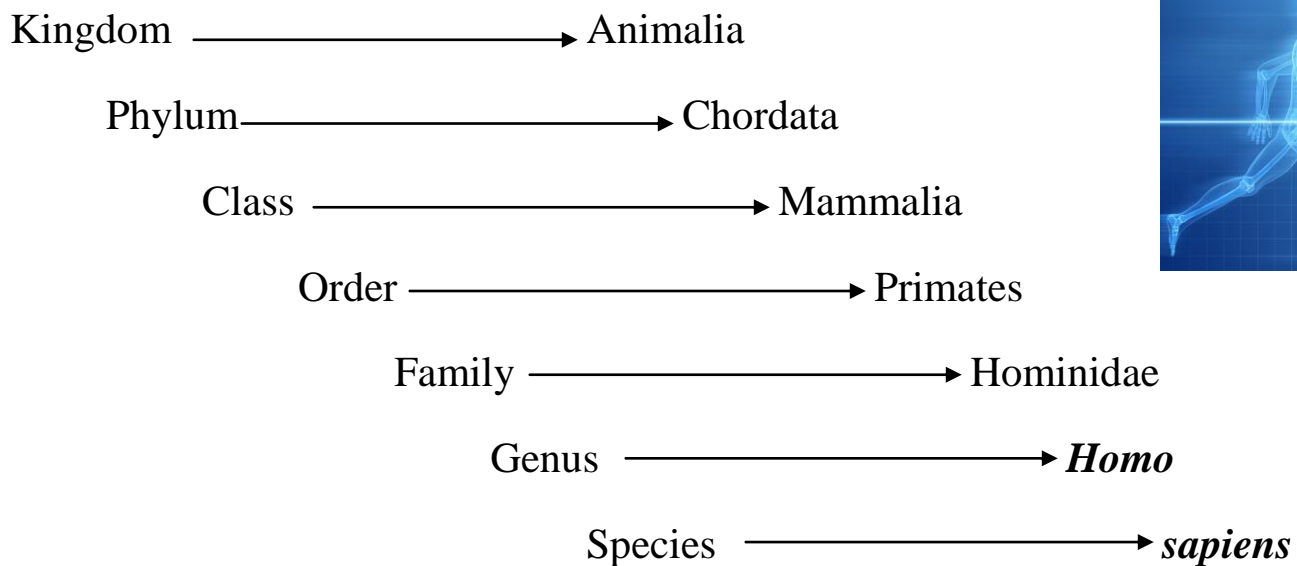 Kingdom Animalia
Phylum Chordata
Class Mammalia
Order Primates
Family Hominidae
Genus Homo
Species sapiens